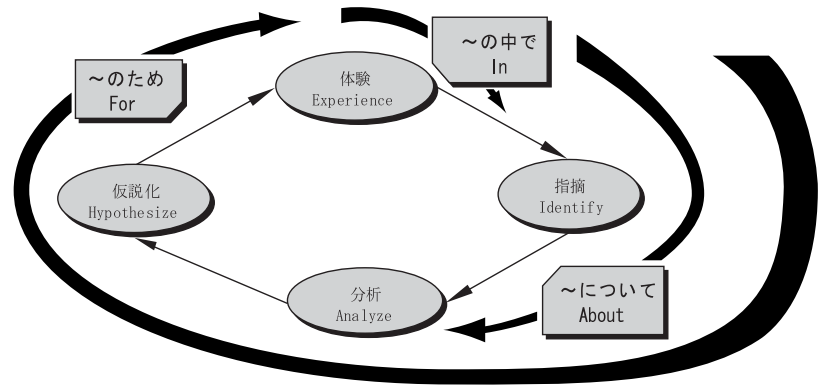 ～の中で
In
～のため
For
体験
Experience
仮説化
Hypothesize
指摘
Identify
分析
Analyze
～について
About